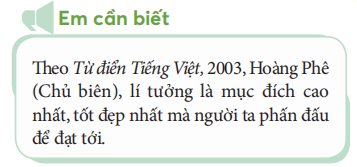 Em cần biết
Theo Từ điển Tiếng Việt, 2003, Hoàng Phê
(Chủ biên), lí tưởng là mục đích cao
nhất, tốt đẹp nhất mà người ta phấn đấu
để đạt tới.